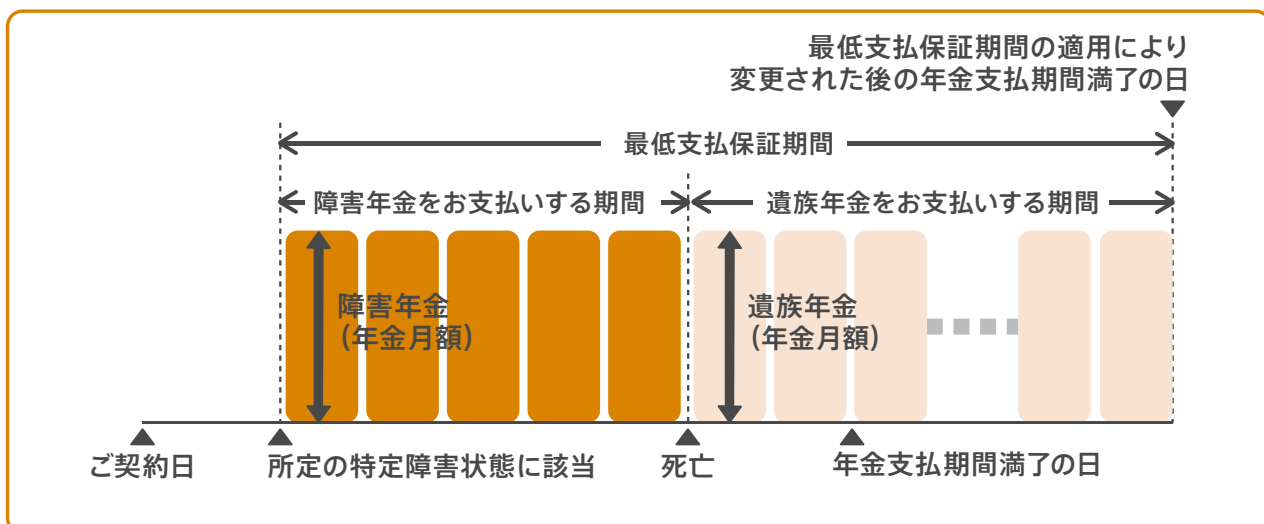 最低支払保証期間の適用により
変更された後の年金支払期間満了の日
最低支払保証期間
障害年金をお支払いする期間
遺族年金をお支払いする期間
障害年金
(年金月額)
遺族年金
(年金月額)
ご契約日
所定の特定障害状態に該当
死亡
年金支払期間満了の日